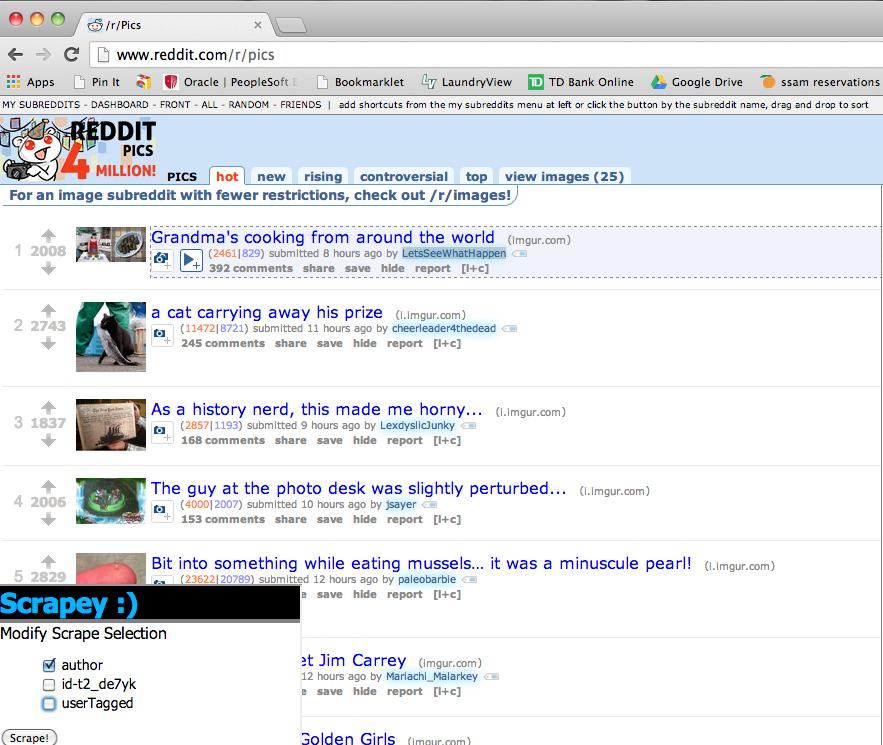 /r/Pics
www.reddit.com/r/pics
Apps Pin It Oracle | PeopleSoft E Bookmarklet LaundryView TD Bank Online Google Drive ssam reservations
MY SUBREDDITS - DASHBOARD - FRONT - ALL - RANDOM - FRIENDS | add shortcuts from the my subreddits menu at left or click the button by the subreddit name, drag and drop to sort
REDDIT
PICS
4 MILLION!
PICS hot new rising controversial top view images (25)
For an image subreddit with fewer restrictions, check out /r/images!
Grandma's cooking from around the world (imgur.com)
1 2008 (2461|829) submitted 8 hours ago by LetsSeeWhatHappen
392 comments share save hide report [l+c]
a cat carrying away his prize (i.imgur.com)
2 2743 (11472|8721) submitted 11 hours ago by cheerleader4thedead
245 comments share save hide report [l+c]
As a history nerd, this made me horny... (i.imgur.com)
3 1837 (2857|1193) submitted 9 hours ago by LexdyslicJunky
168 comments share save hide report [l+c]
The guy at the photo desk was slightly perturbed... (i.imgur.com)
4 2006 (4000|2007) submitted 10 hours ago by jsayer
153 comments share save hide report [l+c]
Bit into something while eating mussels... it was a minuscule pearl! (i.imgur.com)
5 2829 (23622|20789) submitted 12 hours ago by paleobarbie
save hide report [l+c]
et Jim Carrey (imgur.com)
12 hours ago by Mariachi_Malarkey
save hide report [l+c]
Golden Girls (imgur.com)
Scrapey :)
Modify Scrape Selection
author
id-t2_de7yk
userTagged
Scrape!